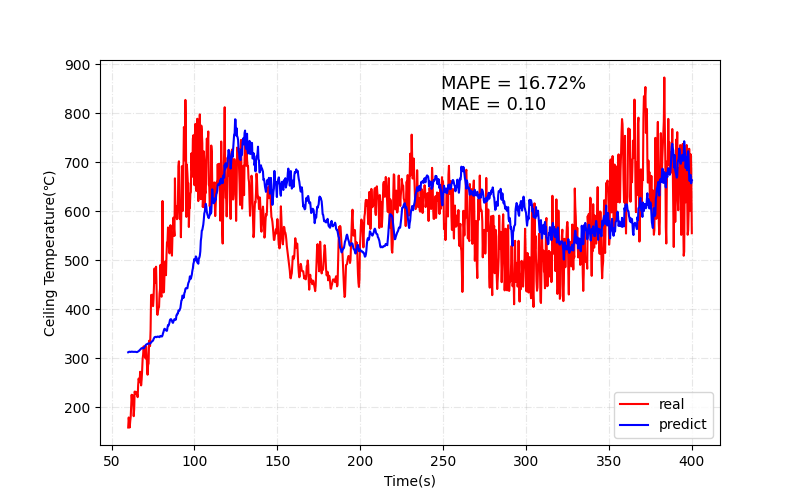 MAPE = 16.72%
MAE = 0.10
900
800
700
600
500
400
300
200
Ceiling Temperature(℃)
50
100
150
200
250
300
350
400
Time(s)
real
predict